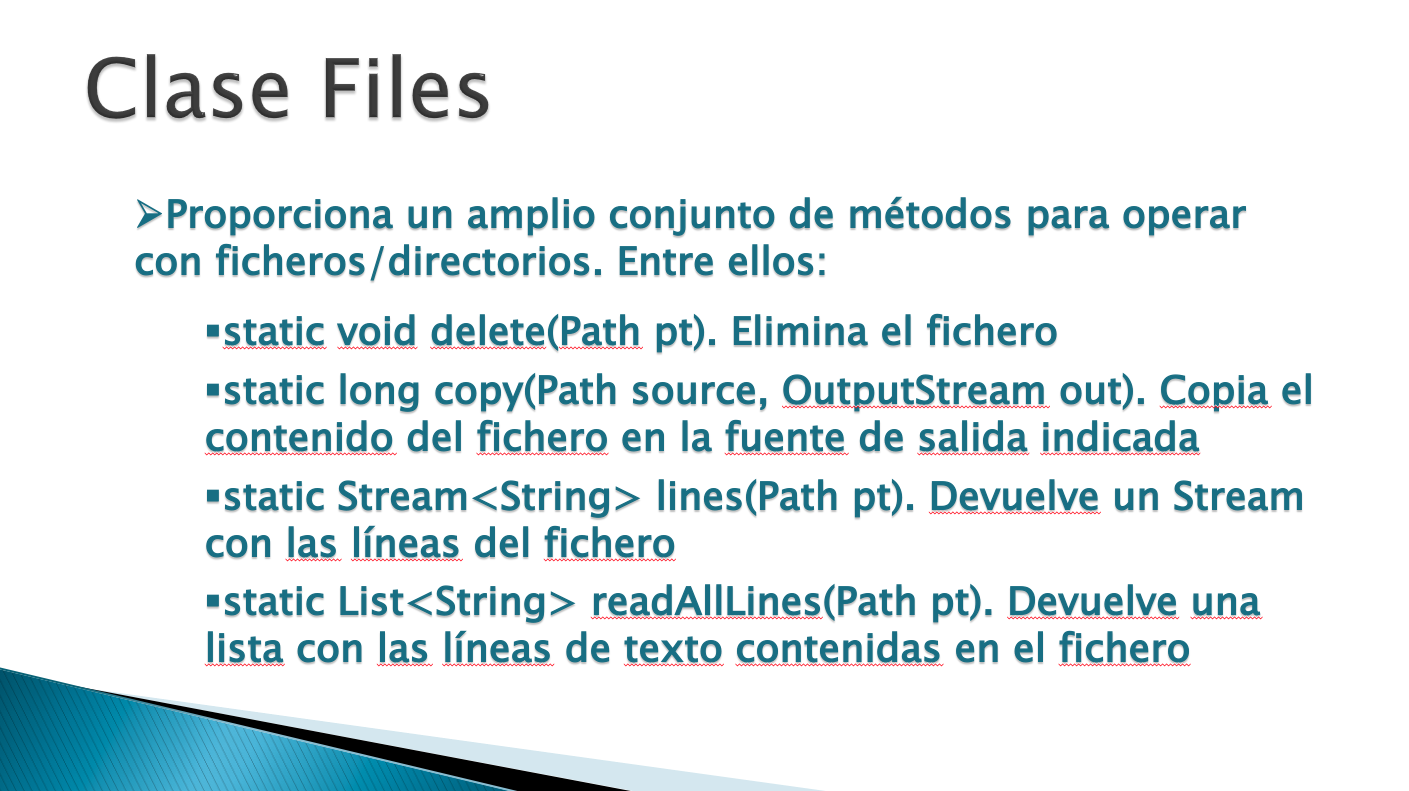 Clase Files
➢Proporciona un amplio conjunto de métodos para operar
con ficheros/directorios. Entre ellos:
▪static void delete(Path pt). Elimina el fichero
▪static long copy(Path source, OutputStream out). Copia el
contenido del fichero en la fuente de salida indicada
▪static Stream<String> lines(Path pt). Devuelve un Stream
con las líneas del fichero
▪static List<String> readAllLines(Path pt). Devuelve una
lista con las líneas de texto contenidas en el fichero